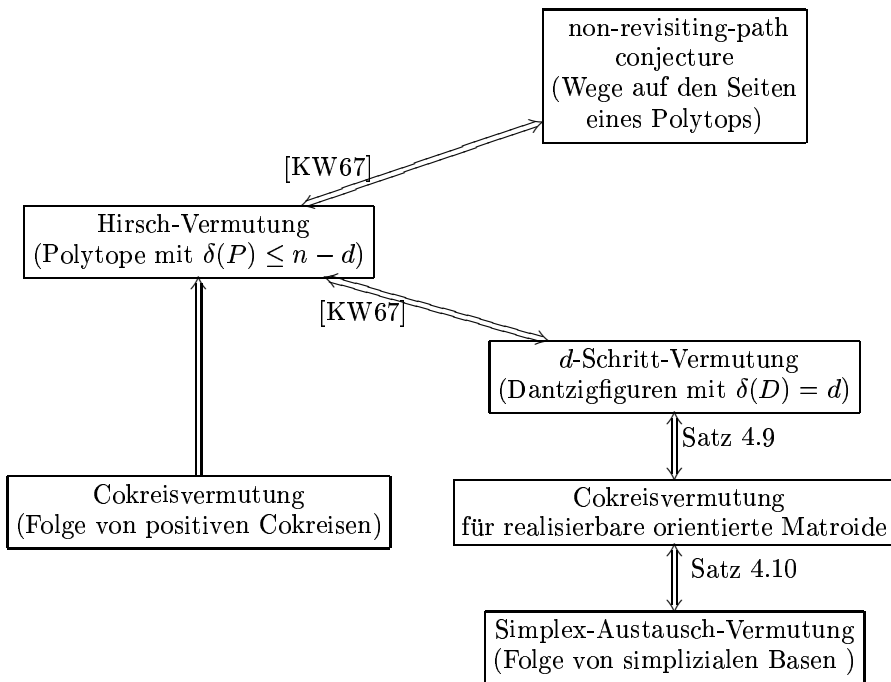 non-revisiting-path
conjecture
(Wege auf den Seiten
eines Polytops)
[KW67]
Hirsch-Vermutung
(Polytope mit δ(P) ≤ n − d)
[KW67]
d-Schritt-Vermutung
(Dantzigfiguren mit δ(D) = d)
Satz 4.9
Cokreisvermutung
(Folge von positiven Cokreisen)
Cokreisvermutung
für realisierbare orientierte Matroide
Satz 4.10
Simplex-Austausch-Vermutung
(Folge von simplizialen Basen )